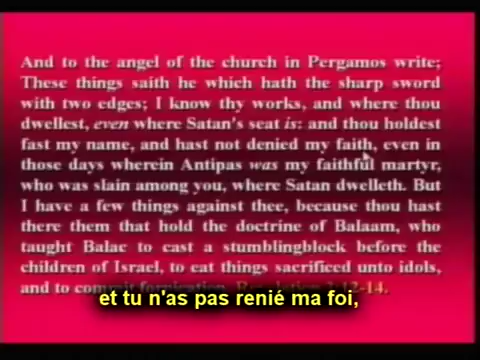 And to the angel of the church in Pergamos write;
These things saith he which hath the sharp sword
with two edges; I know thy works, and where thou
dwellest, even where Satan's seat is: and thou holdest
fast my name, and hast not denied my faith, even in
those days wherein Antipas was my faithful martyr,
who was slain among you, where Satan dwelleth. But
I have a few things against thee, because thou hast
there them that hold the doctrine of Balaam, who
taught Balac to cast a stumblingblock before the
children of Israel, to eat things sacrificed unto idols,
and to commit fornication. Revelation 2:12-14.
et tu n'as pas renié ma foi,